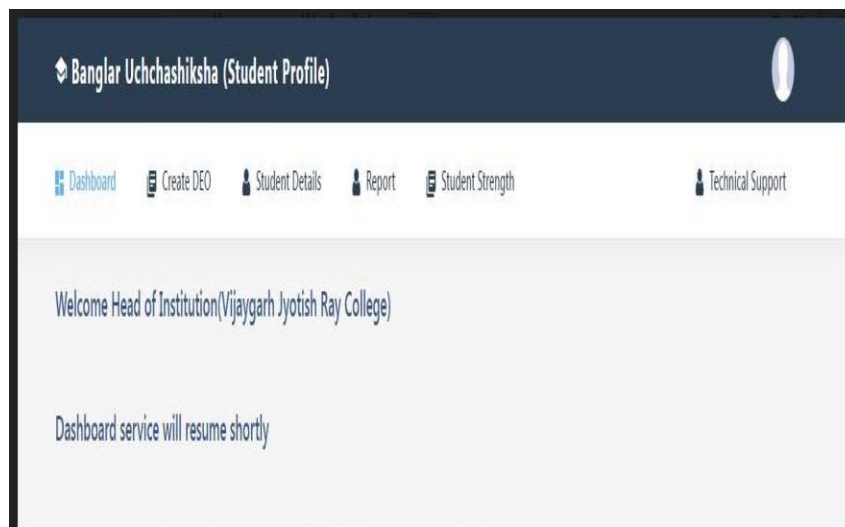 Banglar Uchchashiksha (Student Profile)
Dashboard Create DEO Student Details Report Student Strength Technical Support
Welcome Head of Institution(Vijaygarh Jyotish Ray College)
Dashboard service will resume shortly